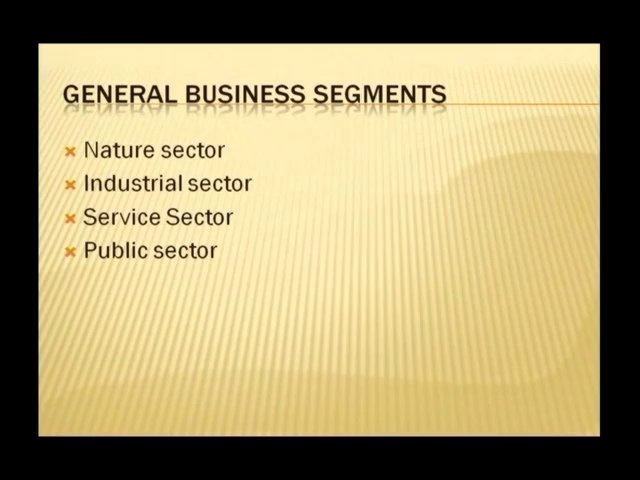 GENERAL BUSINESS SEGMENTS
Nature sector
Industrial sector
Service Sector
Public sector